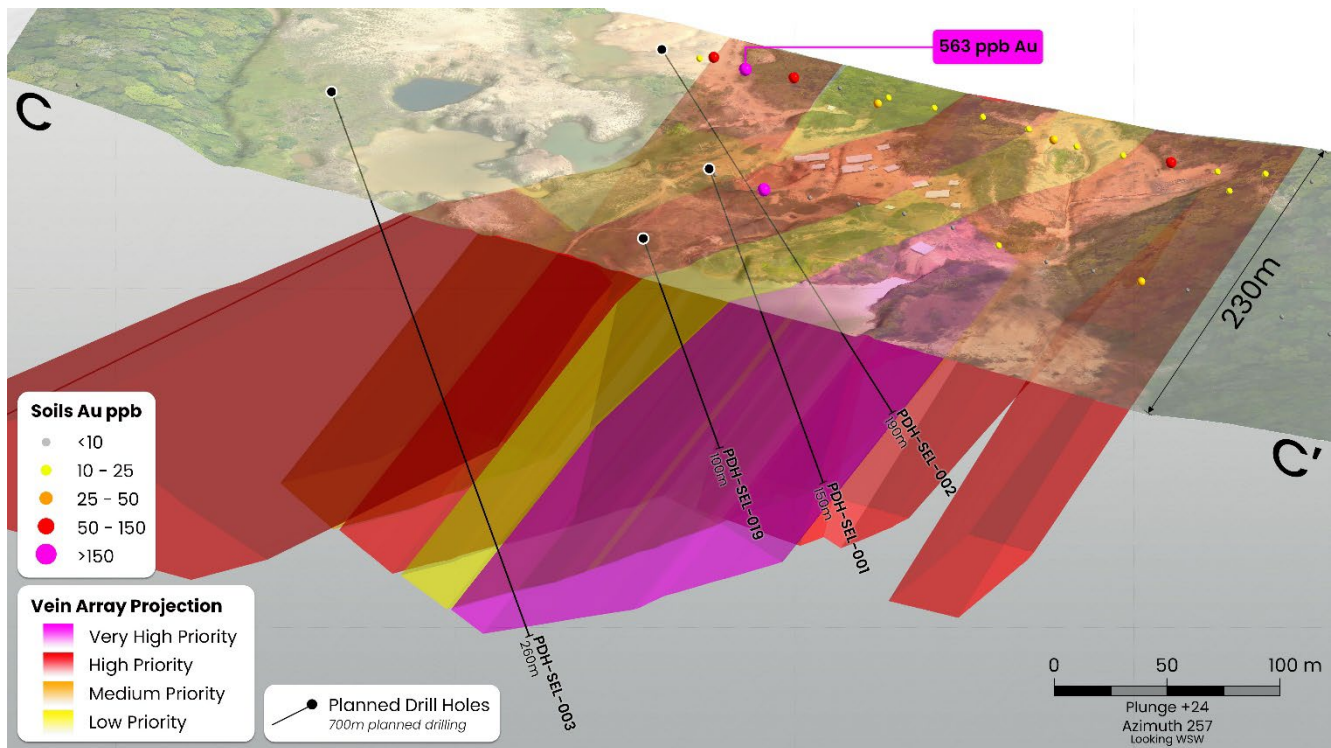 563 ppb Au
C
230m
C'
PDH-SEL-002
190m
PDH-SEL-001
150m
PDH-SEL-019
100m
PDH-SEL-003
260m
Soils Au ppb
<10
10 - 25
25 - 50
50 - 150
>150
Vein Array Projection
Very High Priority
High Priority
Medium Priority
Low Priority
Planned Drill Holes
700m planned drilling
0 50 100 m
Plunge +24
Azimuth 257
Looking WSW